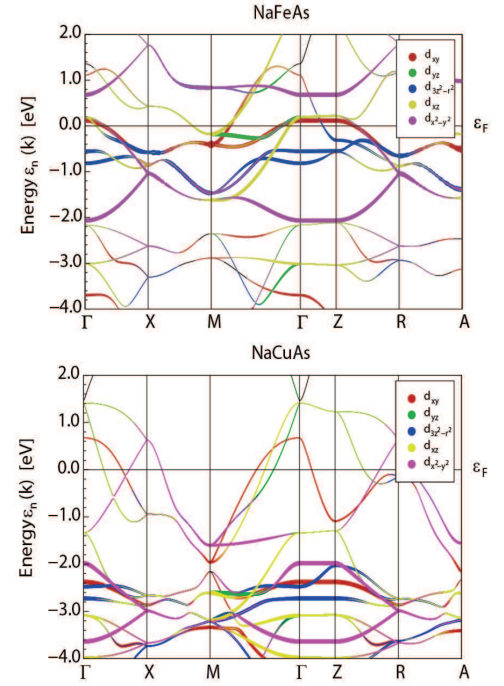 NaFeAs
2.0
1.0
0.0
−1.0
−2.0
−3.0
−4.0
Energy εn (k) [eV]
dxy
dyz
d3z²−r²
dxz
dx²−y²
εF
Γ X M Γ Z R A
NaCuAs
2.0
1.0
0.0
−1.0
−2.0
−3.0
−4.0
Energy εn (k) [eV]
dxy
dyz
d3z²−r²
dxz
dx²−y²
εF
Γ X M Γ Z R A